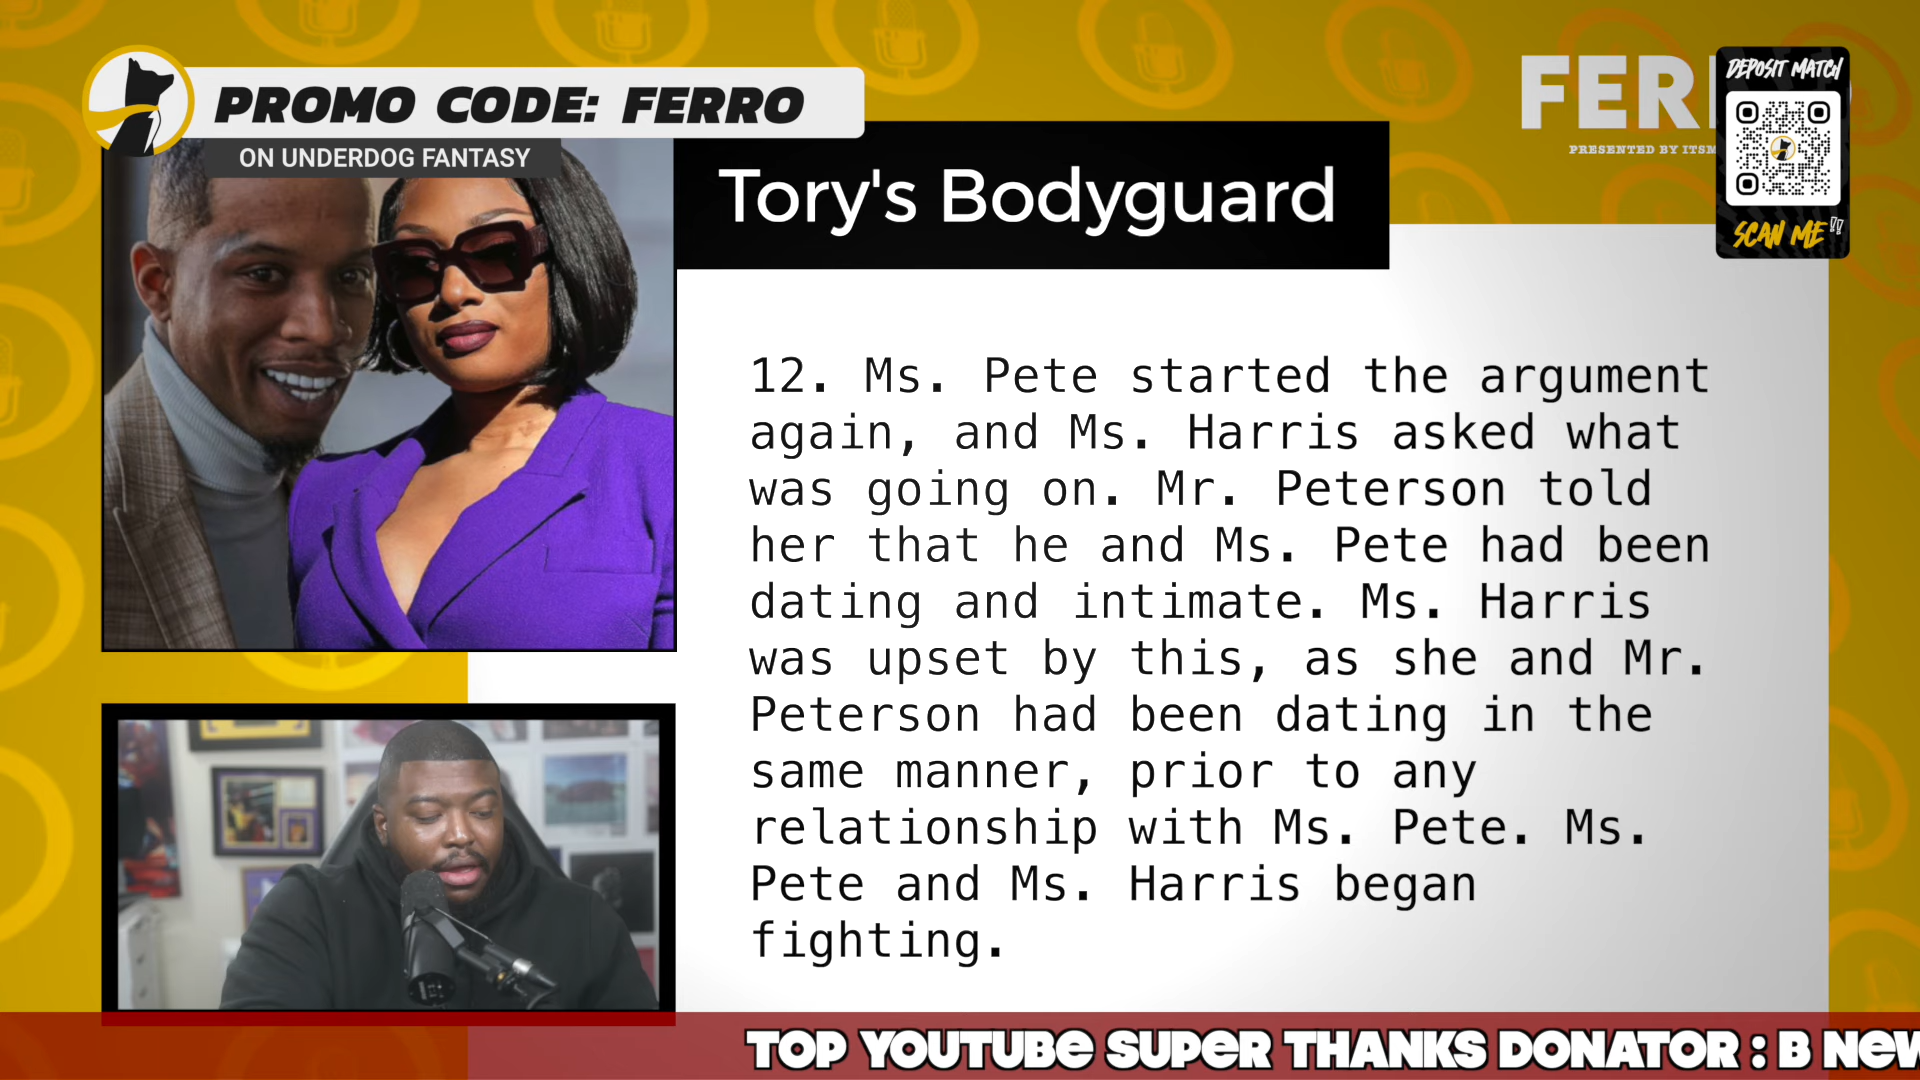 PROMO CODE: FERRO
ON UNDERDOG FANTASY
FER
PRESENTED BY ITSM
DEPOSIT MATCH
SCAN ME!!
Tory's Bodyguard
12. Ms. Pete started the argument
again, and Ms. Harris asked what
was going on. Mr. Peterson told
her that he and Ms. Pete had been
dating and intimate. Ms. Harris
was upset by this, as she and Mr.
Peterson had been dating in the
same manner, prior to any
relationship with Ms. Pete. Ms.
Pete and Ms. Harris began
fighting.
TOP YOUTUBE SUPER THANKS DONATOR : B NEW